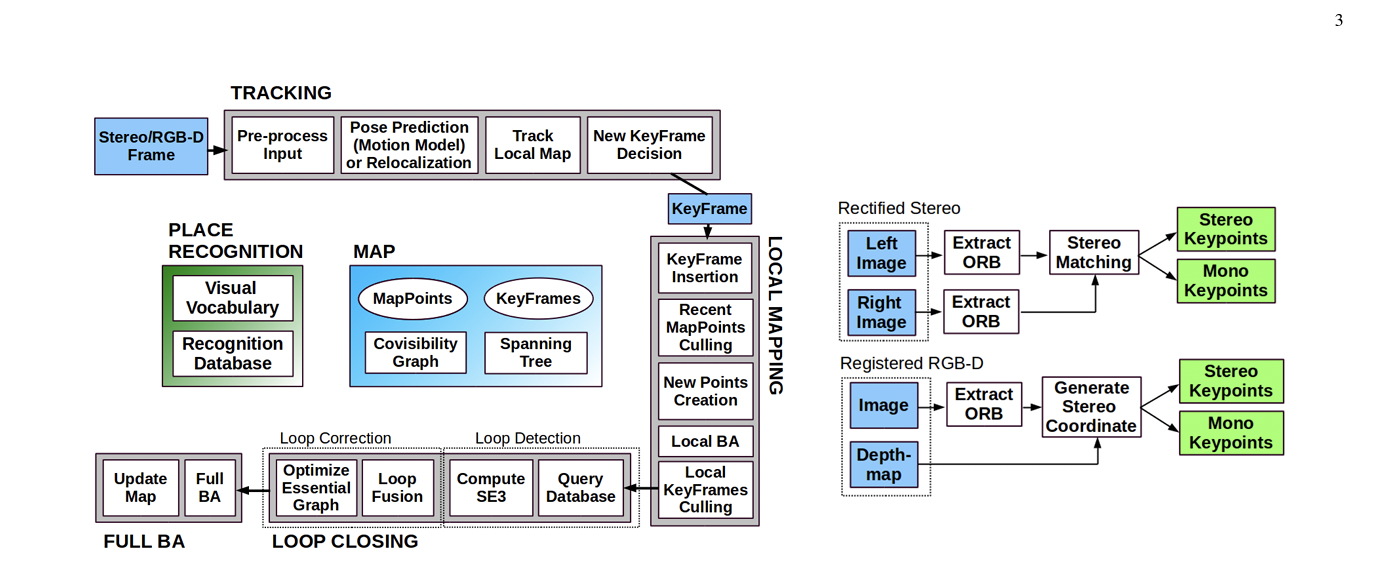 3
TRACKING
Stereo/RGB-D
Frame
Pre-process
Input
Pose Prediction
(Motion Model)
or Relocalization
Track
Local Map
New KeyFrame
Decision
KeyFrame
PLACE
RECOGNITION
Visual
Vocabulary
Recognition
Database
MAP
MapPoints
KeyFrames
Covisibility
Graph
Spanning
Tree
LOCAL MAPPING
KeyFrame
Insertion
Recent
MapPoints
Culling
New Points
Creation
Local BA
Local
KeyFrames
Culling
Loop Correction
Loop Detection
Optimize
Essential
Graph
Loop
Fusion
Compute
SE3
Query
Database
Update
Map
Full
BA
FULL BA
LOOP CLOSING
Rectified Stereo
Left
Image
Extract
ORB
Stereo
Matching
Stereo
Keypoints
Mono
Keypoints
Right
Image
Extract
ORB
Registered RGB-D
Image
Extract
ORB
Generate
Stereo
Coordinate
Stereo
Keypoints
Mono
Keypoints
Depth-
map